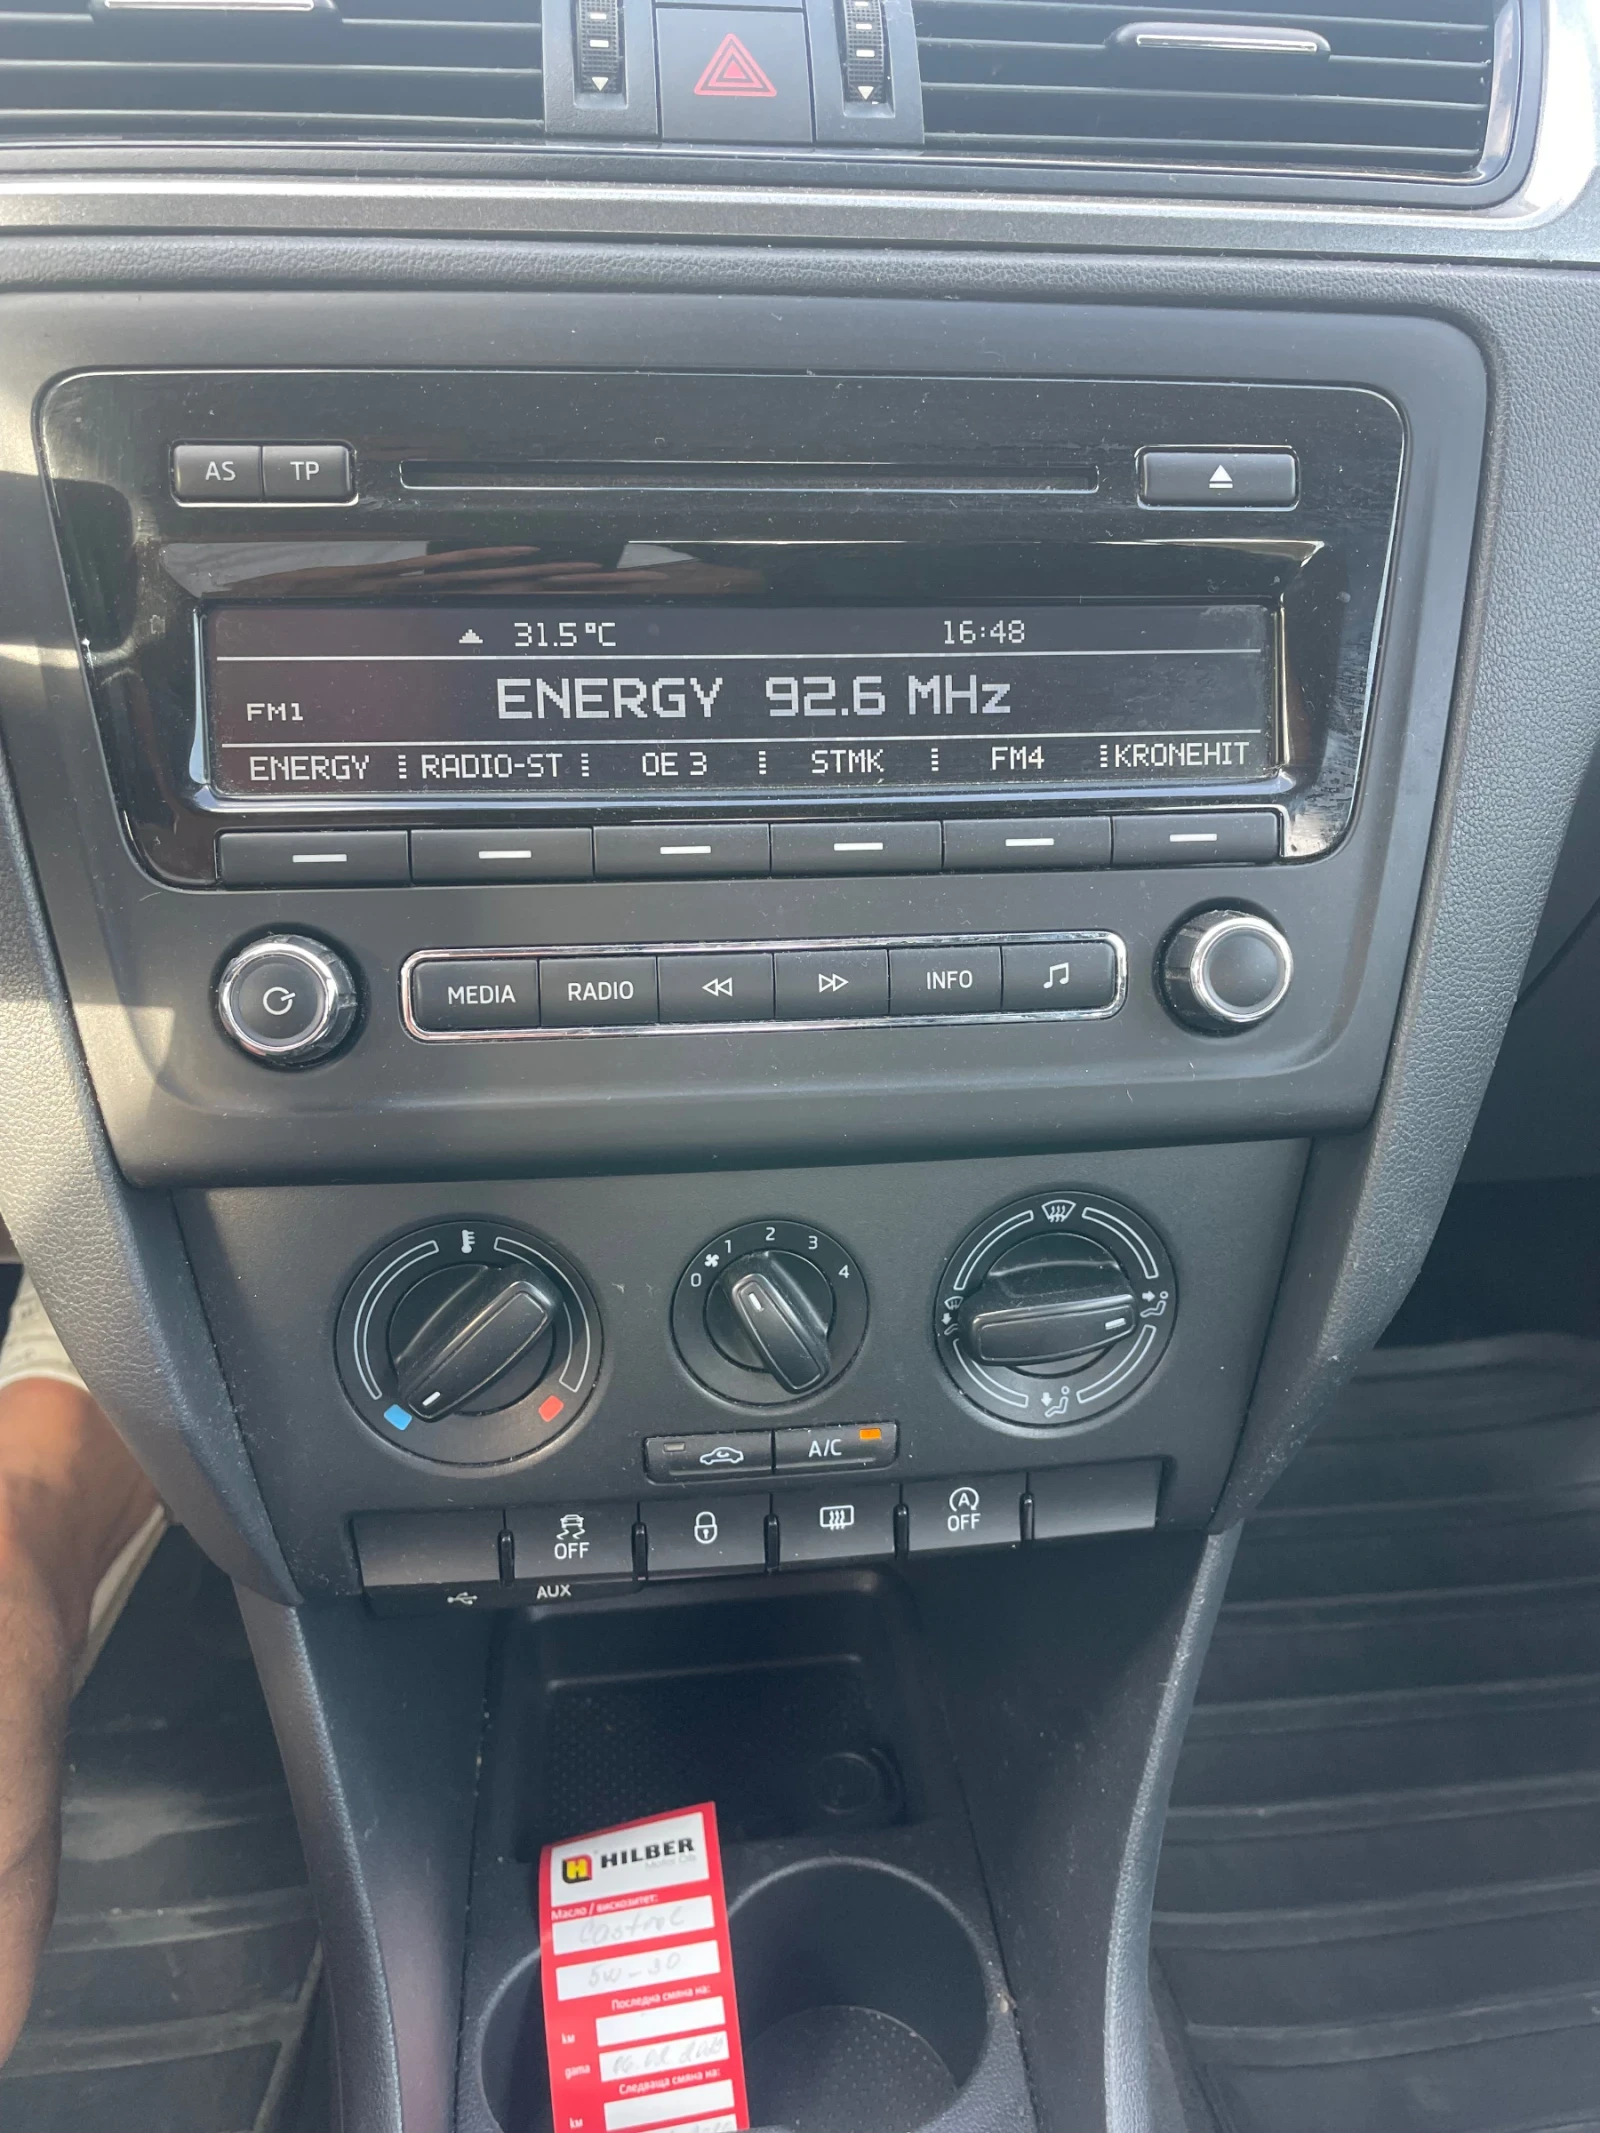 AS TP
31.5°C 16:48
FM1 ENERGY 92.6 MHz
ENERGY RADIO-ST OE 3 STMK FM4 KRONEHIT
MEDIA RADIO INFO
0 1 2 3 4
A/C
OFF
A
OFF
AUX
HILBER
Motor Oils
Масло / вискозитет:
Castrol
5W-30
Последна смяна на:
км
дата
Следваща смяна на:
км